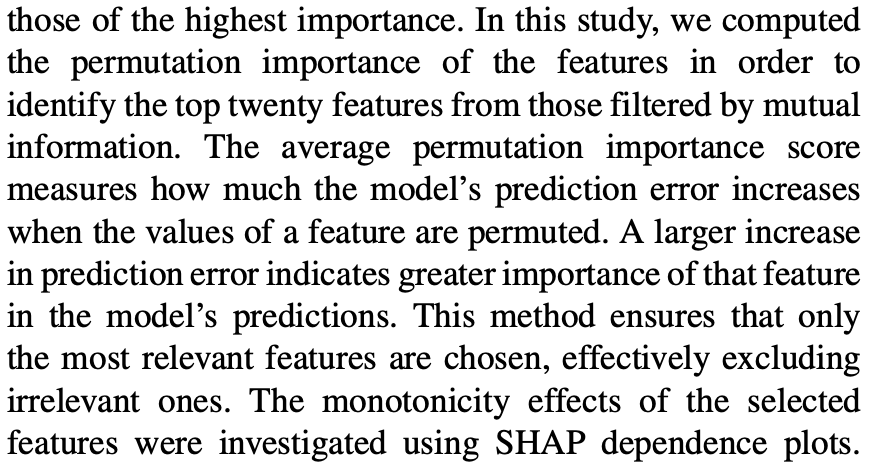 those of the highest importance. In this study, we computed
the permutation importance of the features in order to
identify the top twenty features from those filtered by mutual
information. The average permutation importance score
measures how much the model’s prediction error increases
when the values of a feature are permuted. A larger increase
in prediction error indicates greater importance of that feature
in the model’s predictions. This method ensures that only
the most relevant features are chosen, effectively excluding
irrelevant ones. The monotonicity effects of the selected
features were investigated using SHAP dependence plots.